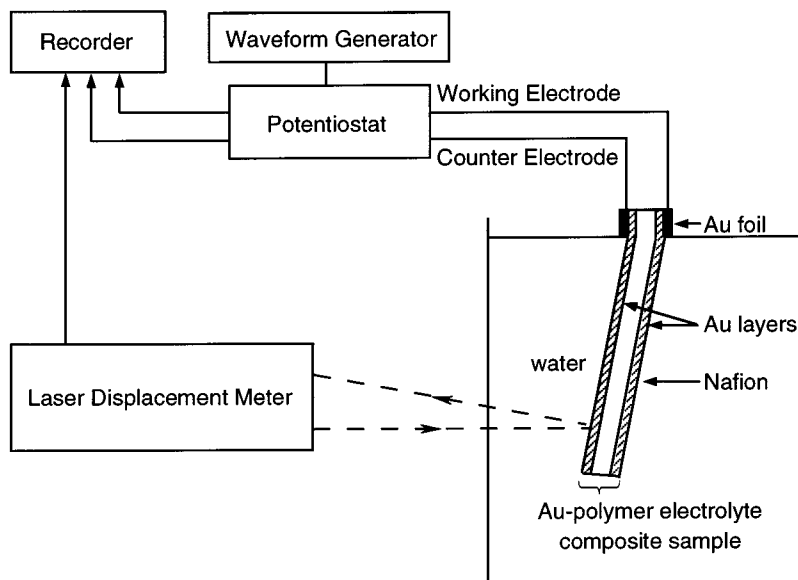 Recorder
Waveform Generator
Potentiostat
Working Electrode
Counter Electrode
Au foil
Au layers
water
Nafion
Laser Displacement Meter
Au-polymer electrolyte
composite sample